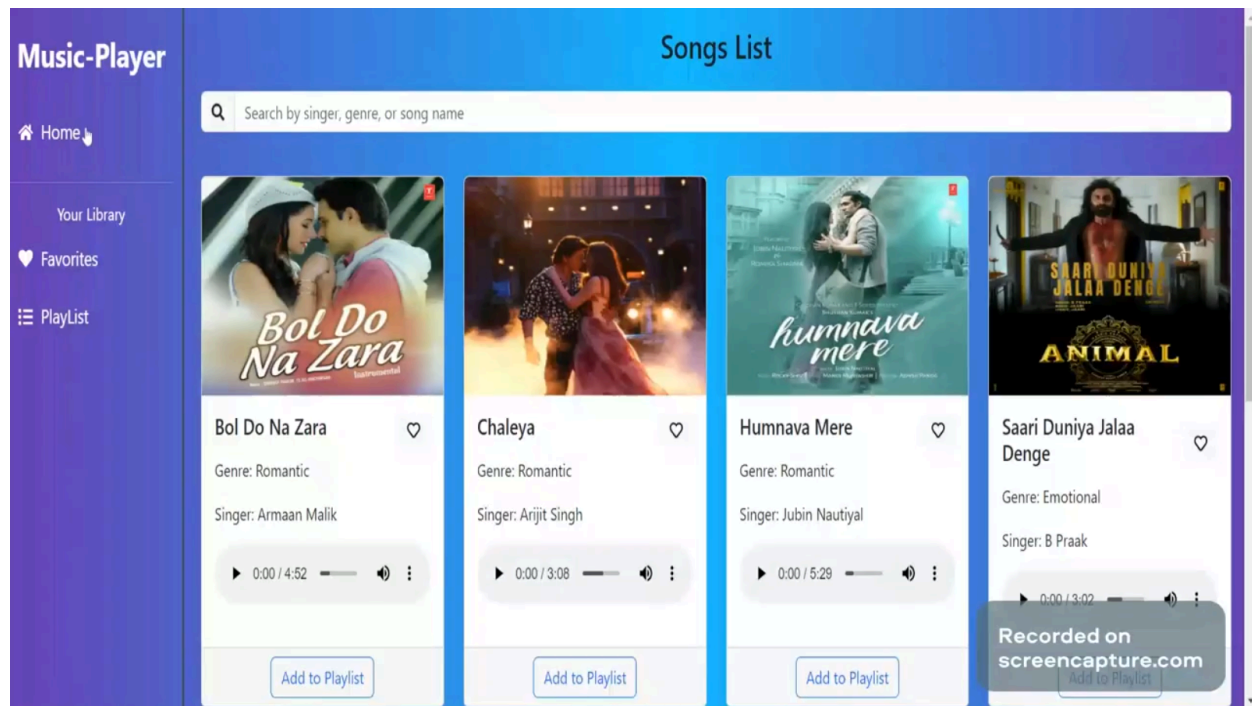 Music-Player
Home
Your Library
Favorites
PlayList
Songs List
Search by singer, genre, or song name
Bol Do
Na Zara
Instrumental
Bol Do Na Zara
Genre: Romantic
Singer: Armaan Malik
0:00 / 4:52
Add to Playlist
Chaleya
Genre: Romantic
Singer: Arijit Singh
0:00 / 3:08
Add to Playlist
humnava
mere
Humnava Mere
Genre: Romantic
Singer: Jubin Nautiyal
0:00 / 5:29
Add to Playlist
SAARI DUNIYA
JALAA DENGE
ANIMAL
Saari Duniya Jalaa
Denge
Genre: Emotional
Singer: B Praak
0:00 / 3:02
Add to Playlist
Recorded on
screencapture.com